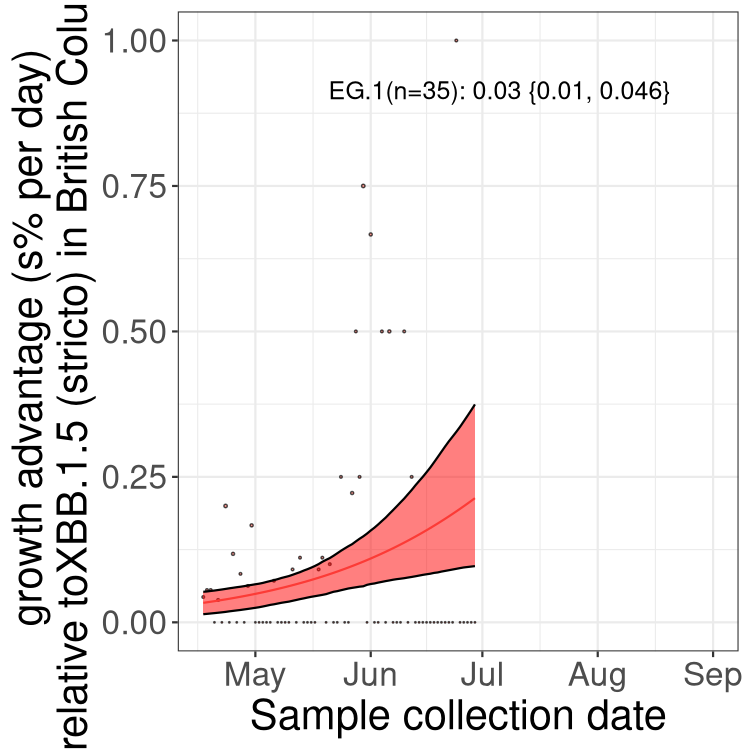 growth advantage (s% per day)
relative toXBB.1.5 (stricto) in British Colu
1.00
0.75
0.50
0.25
0.00
EG.1(n=35): 0.03 {0.01, 0.046}
May Jun Jul Aug Sep
Sample collection date